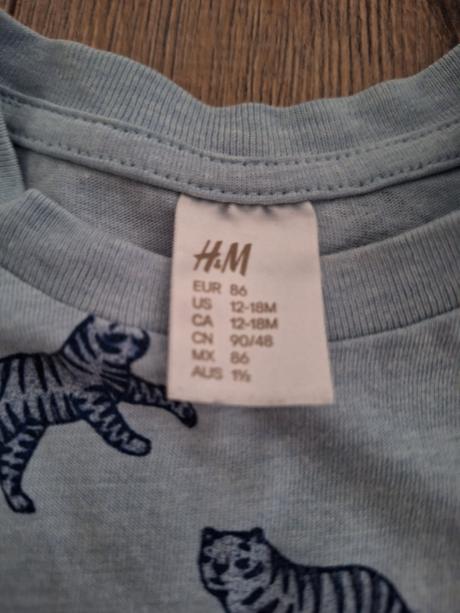 H&M
EUR 86
US 12-18M
CA 12-18M
CN 90/48
MX 86
AUS 1½